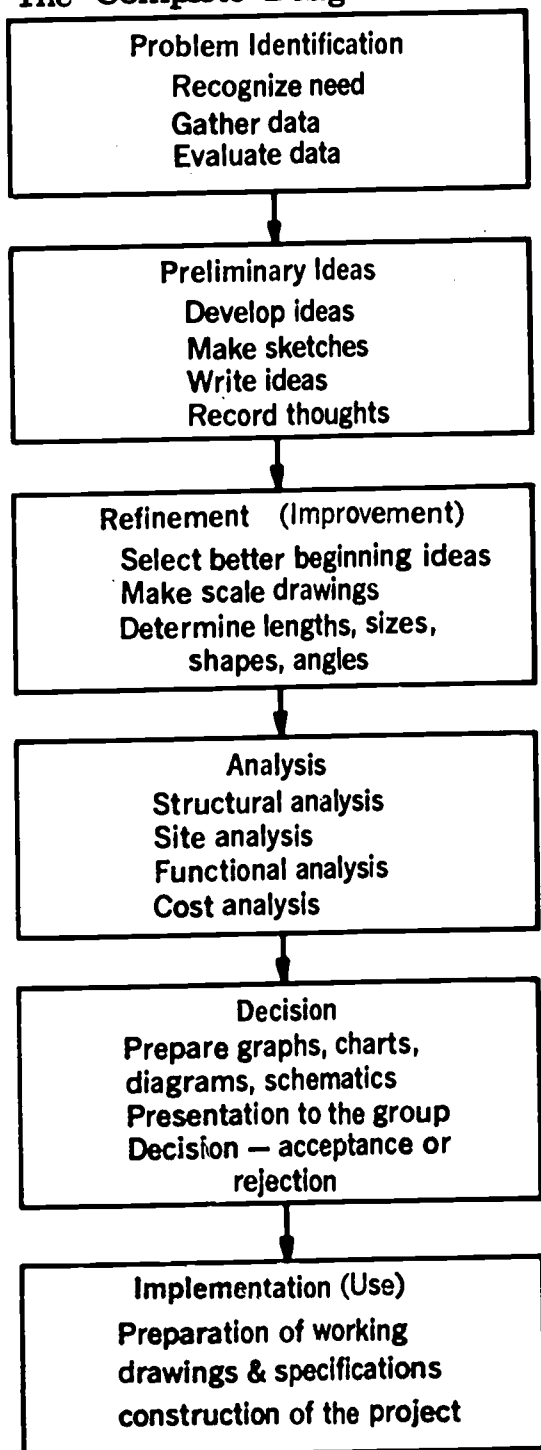 The Complete
Problem Identification
Recognize need
Gather data
Evaluate data
Preliminary Ideas
Develop ideas
Make sketches
Write ideas
Record thoughts
Refinement (Improvement)
Select better beginning ideas
Make scale drawings
Determine lengths, sizes,
shapes, angles
Analysis
Structural analysis
Site analysis
Functional analysis
Cost analysis
Decision
Prepare graphs, charts,
diagrams, schematics
Presentation to the group
Decision — acceptance or
rejection
Implementation (Use)
Preparation of working
drawings & specifications
construction of the project